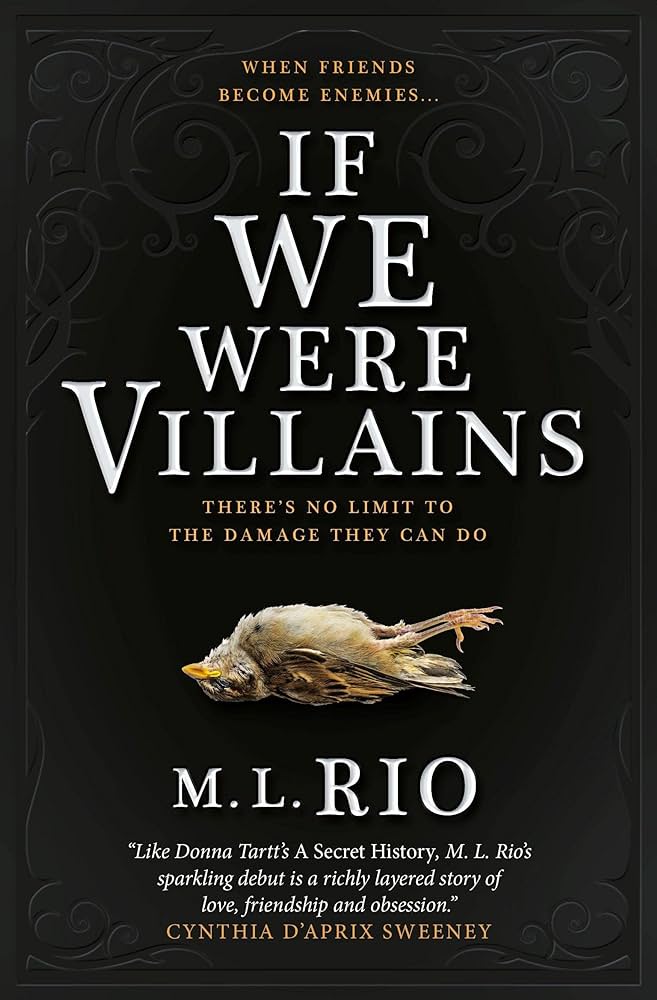 WHEN FRIENDS
BECOME ENEMIES...
IF
WE
WERE
VILLAINS
THERE'S NO LIMIT TO
THE DAMAGE THEY CAN DO
M. L. RIO
“Like Donna Tartt’s A Secret History, M. L. Rio’s
sparkling debut is a richly layered story of
love, friendship and obsession.”
CYNTHIA D'APRIX SWEENEY